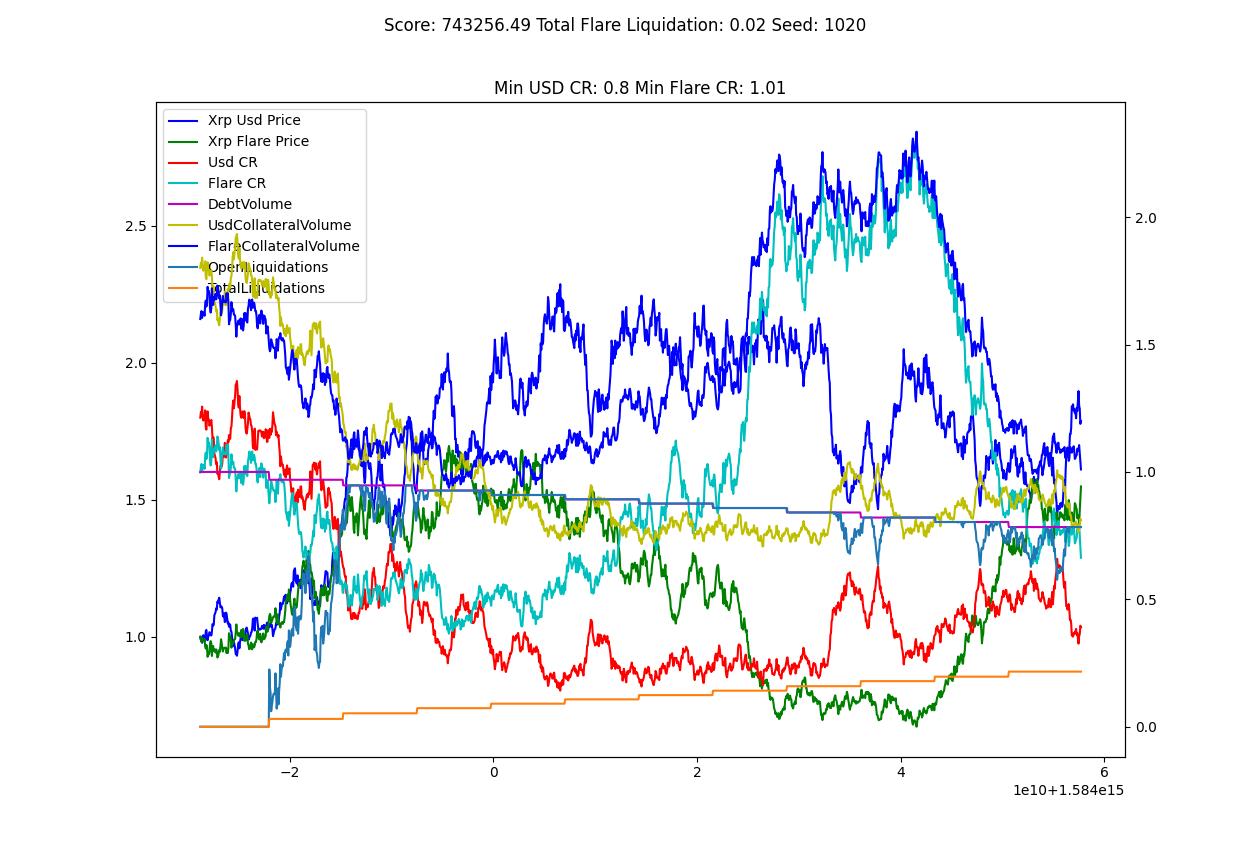 Score: 743256.49 Total Flare Liquidation: 0.02 Seed: 1020
Min USD CR: 0.8 Min Flare CR: 1.01
Xrp Usd Price
Xrp Flare Price
Usd CR
Flare CR
DebtVolume
UsdCollateralVolume
FlareCollateralVolume
OpenLiquidations
TotalLiquidations
2.5
2.0
1.5
1.0
2.0
1.5
1.0
0.5
0.0
−2
0
2
4
6
1e10+1.584e15